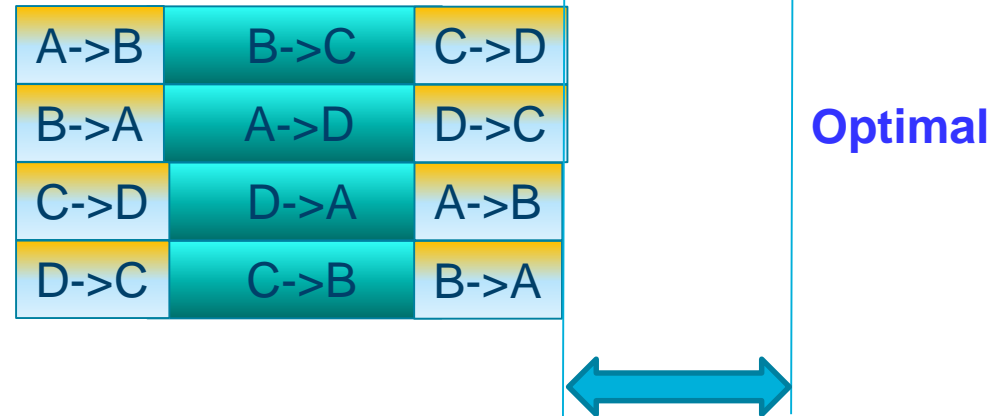 A->B B->C C->D
B->A A->D D->C
Optimal
C->D D->A A->B
D->C C->B B->A